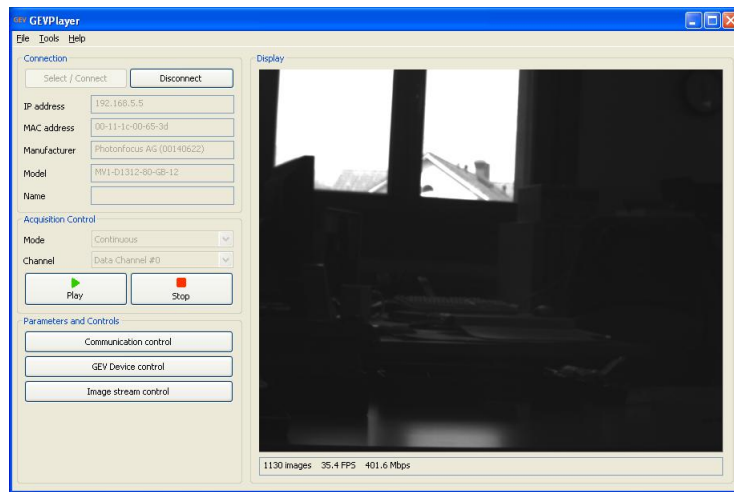 GEV GEVPlayer
File Tools Help
Connection
Select / Connect Disconnect
IP address 192.168.5.5
MAC address 00-11-1c-00-65-3d
Manufacturer Photonfocus AG (00140622)
Model MV1-D1312-80-GB-12
Name
Acquisition Control
Mode Continuous
Channel Data Channel #0
Play Stop
Parameters and Controls
Communication control
GEV Device control
Image stream control
Display
1130 images 35.4 FPS 401.6 Mbps